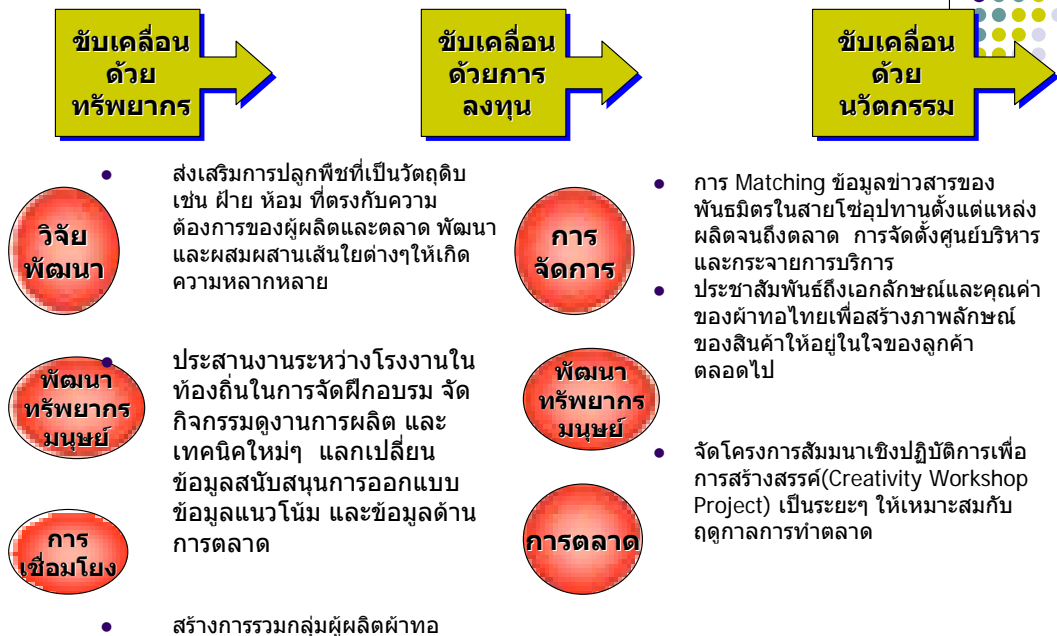 ขับเคลื่อน
ด้วย
ทรัพยากร
ขับเคลื่อน
ด้วยการ
ลงทุน
ขับเคลื่อน
ด้วย
นวัตกรรม
วิจัย
พัฒนา
ส่งเสริมการปลูกพืชที่เป็นวัตถุดิบ
เช่น ฝ้าย ห้อม ที่ตรงกับความ
ต้องการของผู้ผลิตและตลาด พัฒนา
และผสมผสานเส้นใยต่างๆให้เกิด
ความหลากหลาย
พัฒนา
ทรัพยากร
มนุษย์
ประสานงานระหว่างโรงงานใน
ท้องถิ่นในการจัดฝึกอบรม จัด
กิจกรรมดูงานการผลิต และ
เทคนิคใหม่ๆ แลกเปลี่ยน
ข้อมูลสนับสนุนการออกแบบ
ข้อมูลแนวโน้ม และข้อมูลด้าน
การตลาด
การ
เชื่อมโยง
สร้างการรวมกลุ่มผู้ผลิตผ้าทอ
การ
จัดการ
การ Matching ข้อมูลข่าวสารของ
พันธมิตรในสายโซ่อุปทานตั้งแต่แหล่ง
ผลิตจนถึงตลาด การจัดตั้งศูนย์บริหาร
และกระจายการบริการ
ประชาสัมพันธ์ถึงเอกลักษณ์และคุณค่า
ของผ้าทอไทยเพื่อสร้างภาพลักษณ์
ของสินค้าให้อยู่ในใจของลูกค้า
ตลอดไป
พัฒนา
ทรัพยากร
มนุษย์
จัดโครงการสัมมนาเชิงปฏิบัติการเพื่อ
การสร้างสรรค์(Creativity Workshop
Project) เป็นระยะๆ ให้เหมาะสมกับ
ฤดูกาลการทำตลาด
การตลาด